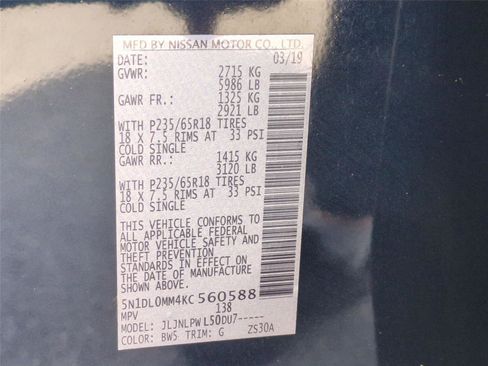 MFD BY NISSAN MOTOR CO., LTD.
DATE: 03/19
GVWR: 2715 KG
5986 LB
GAWR FR.: 1325 KG
2921 LB
WITH P235/65R18 TIRES
18 X 7.5 RIMS AT 33 PSI
COLD SINGLE
GAWR RR.: 1415 KG
3120 LB
WITH P235/65R18 TIRES
18 X 7.5 RIMS AT 33 PSI
COLD SINGLE
THIS VEHICLE CONFORMS TO
ALL APPLICABLE FEDERAL
MOTOR VEHICLE SAFETY AND
THEFT PREVENTION
STANDARDS IN EFFECT ON
THE DATE OF MANUFACTURE
SHOWN ABOVE.
5N1DL0MM4KC560588
MPV 138
MODEL: JLJNLPWL50DU7-----
COLOR: BW5 TRIM: G ZS30A